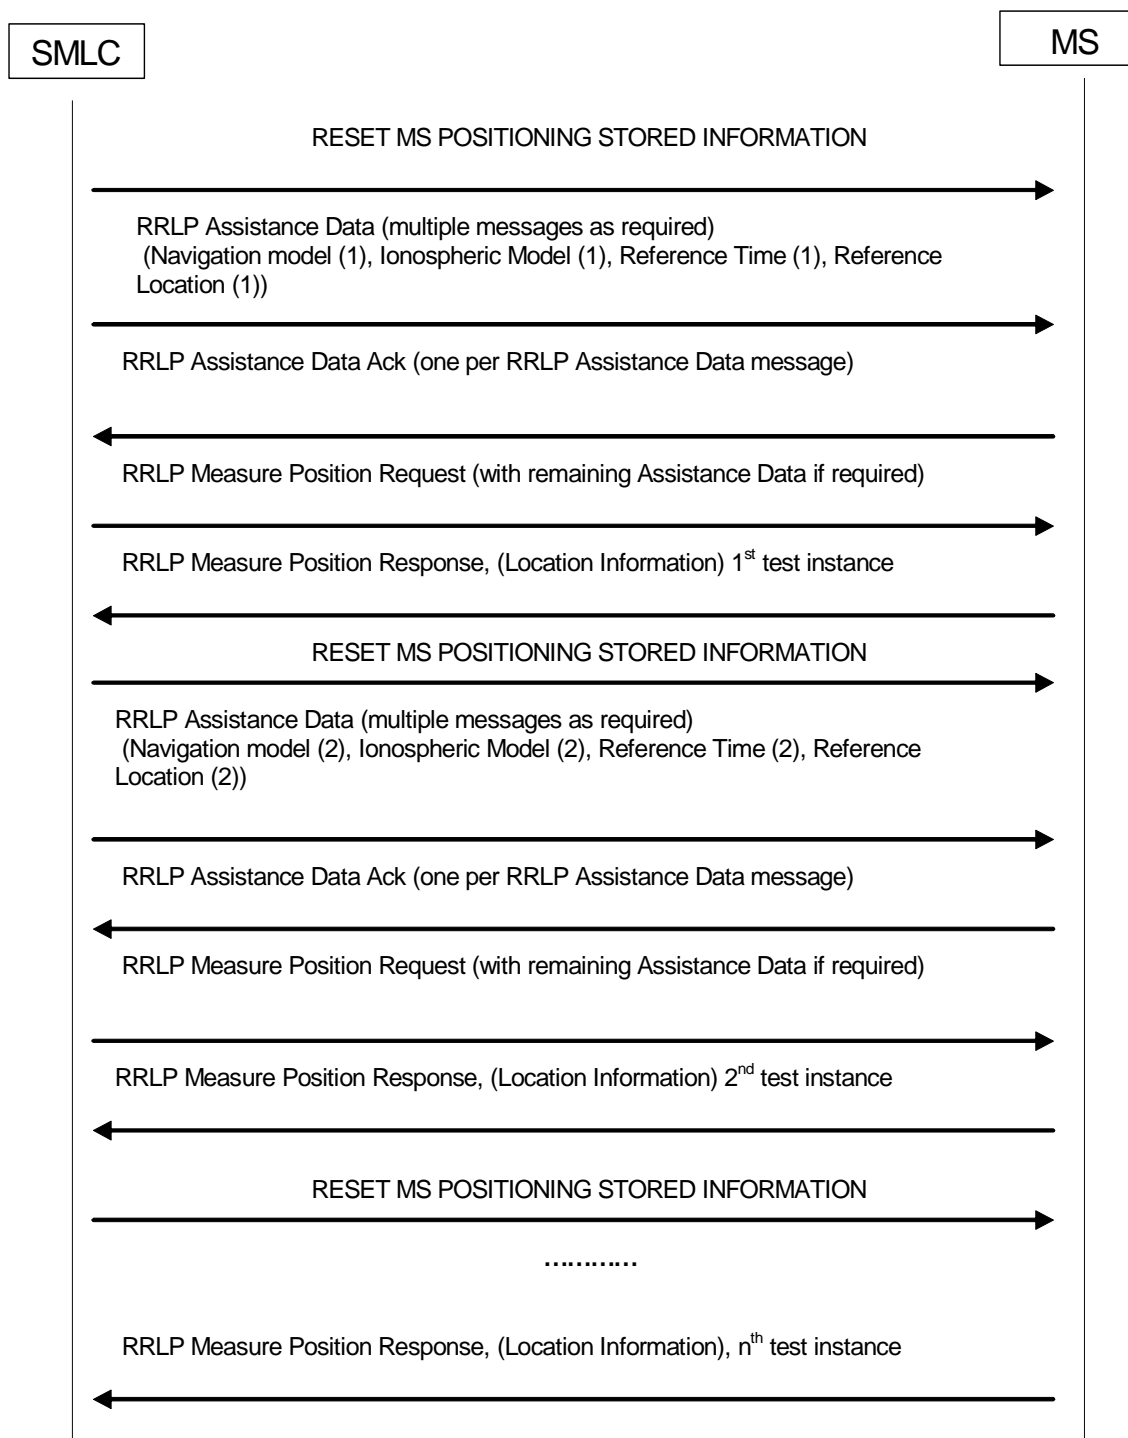 SMLC
MS
RESET MS POSITIONING STORED INFORMATION
RRLP Assistance Data (multiple messages as required)
(Navigation model (1), Ionospheric Model (1), Reference Time (1), Reference
Location (1))
RRLP Assistance Data Ack (one per RRLP Assistance Data message)
RRLP Measure Position Request (with remaining Assistance Data if required)
RRLP Measure Position Response, (Location Information) 1st test instance
RESET MS POSITIONING STORED INFORMATION
RRLP Assistance Data (multiple messages as required)
(Navigation model (2), Ionospheric Model (2), Reference Time (2), Reference
Location (2))
RRLP Assistance Data Ack (one per RRLP Assistance Data message)
RRLP Measure Position Request (with remaining Assistance Data if required)
RRLP Measure Position Response, (Location Information) 2nd test instance
RESET MS POSITIONING STORED INFORMATION
…………
RRLP Measure Position Response, (Location Information), nth test instance